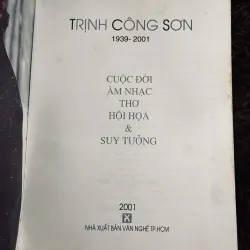 TRỊNH CÔNG SƠN
1939-2001
CUỘC ĐỜI
ÂM NHẠC
THƠ
HỘI HỌA
&
SUY TƯỞNG
2001
NHÀ XUẤT BẢN VĂN NGHỆ TP.HCM